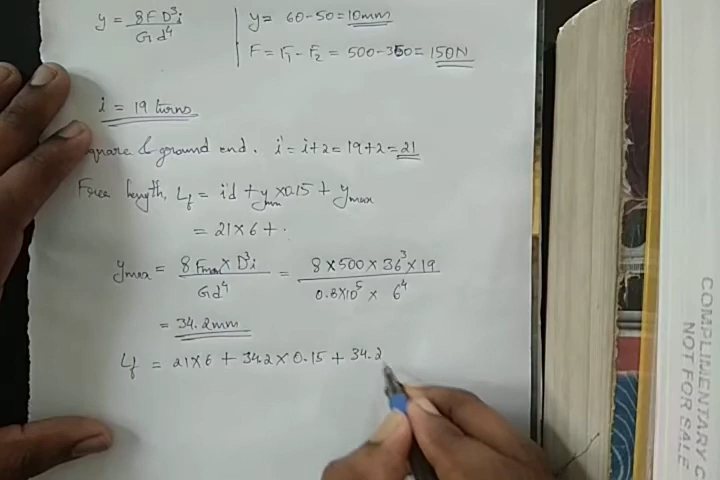 y = 8FD³i / Gd⁴
y = 60-50 = 10mm
F = F₁ - F₂ = 500-350 = 150N
i = 19 turns
square & ground end. i' = i+2 = 19+2 = 21
Free length, Lf = i'd + ymax × 0.15 + ymax
= 21×6 + .
ymax = 8 Fmax × D³i / Gd⁴ = 8 × 500 × 36³ × 19 / 0.8×10⁵ × 6⁴
= 34.2mm
Lf = 21×6 + 34.2 × 0.15 + 34.2
COMPLIMENTARY C
NOT FOR SALE